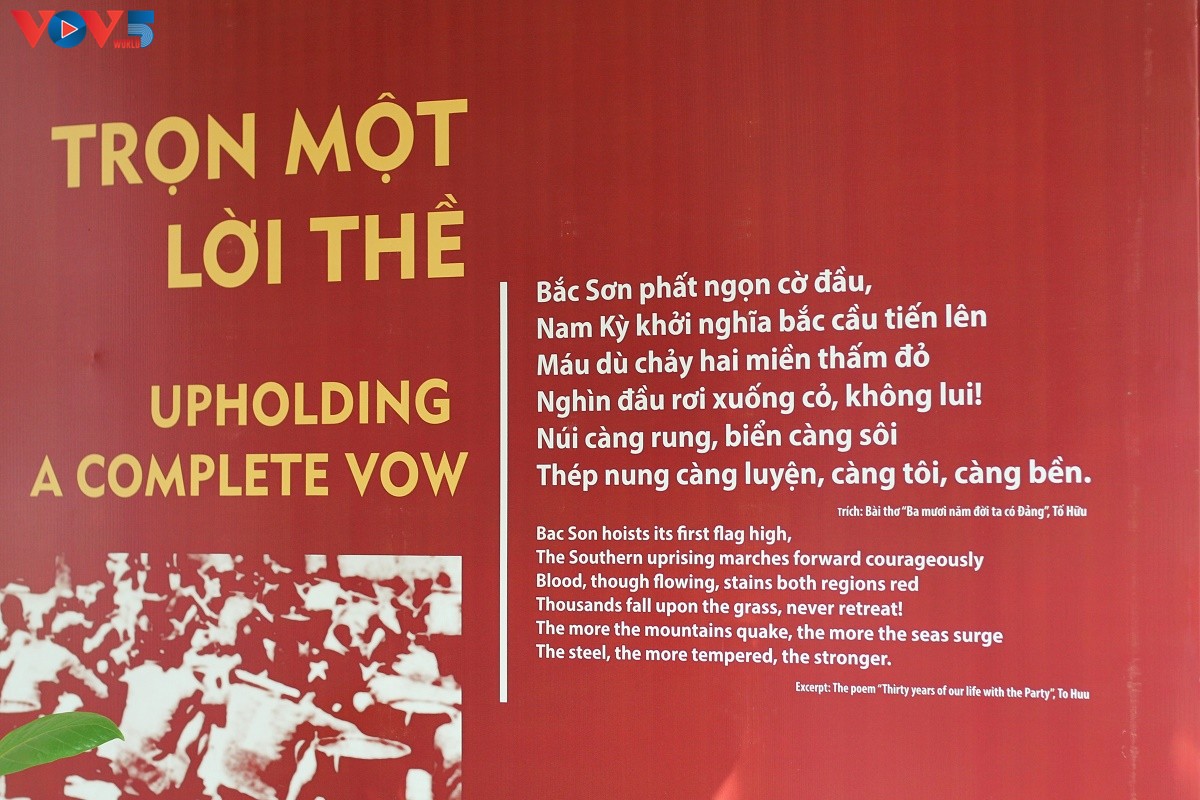 VOV5
WORLD
TRỌN MỘT
LỜI THỀ
UPHOLDING
A COMPLETE VOW
Bắc Sơn phất ngọn cờ đầu,
Nam Kỳ khởi nghĩa bắc cầu tiến lên
Máu dù chảy hai miền thấm đỏ
Nghìn đầu rơi xuống cỏ, không lui!
Núi càng rung, biển càng sôi
Thép nung càng luyện, càng tôi, càng bền.
Trích: Bài thơ "Ba mươi năm đời ta có Đảng", Tố Hữu
Bac Son hoists its first flag high,
The Southern uprising marches forward courageously
Blood, though flowing, stains both regions red
Thousands fall upon the grass, never retreat!
The more the mountains quake, the more the seas surge
The steel, the more tempered, the stronger.
Excerpt: The poem "Thirty years of our life with the Party", To Huu